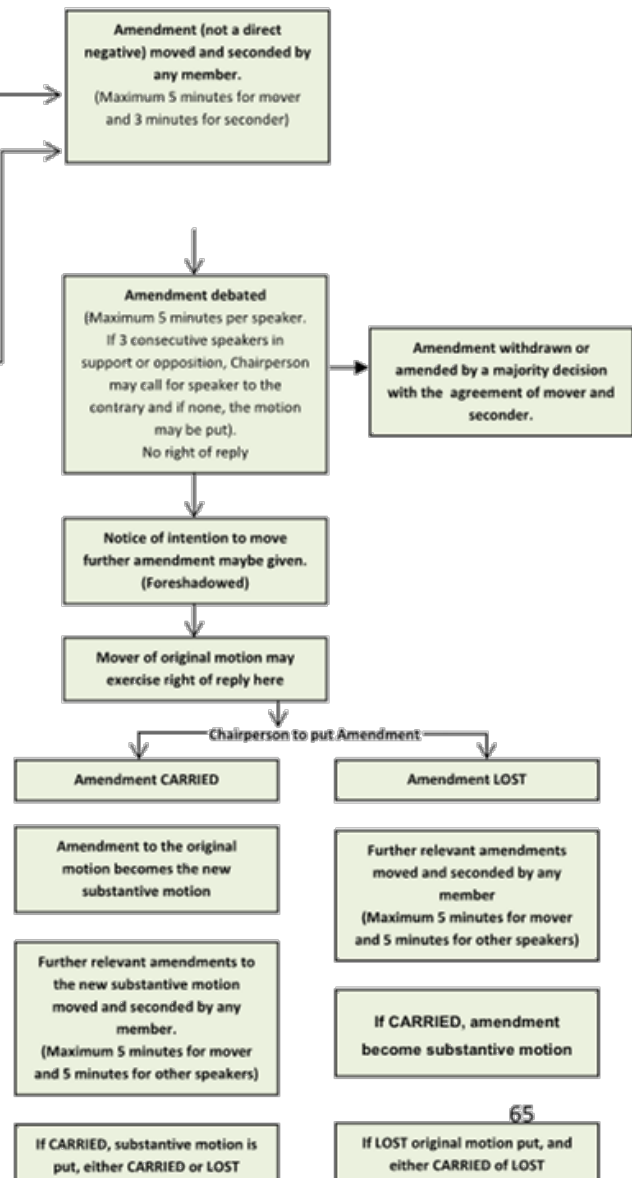 Amendment (not a direct
negative) moved and seconded by
any member.
(Maximum 5 minutes for mover
and 3 minutes for seconder)
Amendment debated
(Maximum 5 minutes per speaker.
If 3 consecutive speakers in
support or opposition, Chairperson
may call for speaker to the
contrary and if none, the motion
may be put).
No right of reply
Amendment withdrawn or
amended by a majority decision
with the agreement of mover and
seconder.
Notice of intention to move
further amendment maybe given.
(Foreshadowed)
Mover of original motion may
exercise right of reply here
Chairperson to put Amendment
Amendment CARRIED
Amendment to the original
motion becomes the new
substantive motion
Further relevant amendments to
the new substantive motion
moved and seconded by any
member.
(Maximum 5 minutes for mover
and 5 minutes for other speakers)
If CARRIED, substantive motion is
put, either CARRIED or LOST
Amendment LOST
Further relevant amendments
moved and seconded by any
member
(Maximum 5 minutes for mover
and 5 minutes for other speakers)
If CARRIED, amendment
become substantive motion
65
If LOST original motion put, and
either CARRIED of LOST